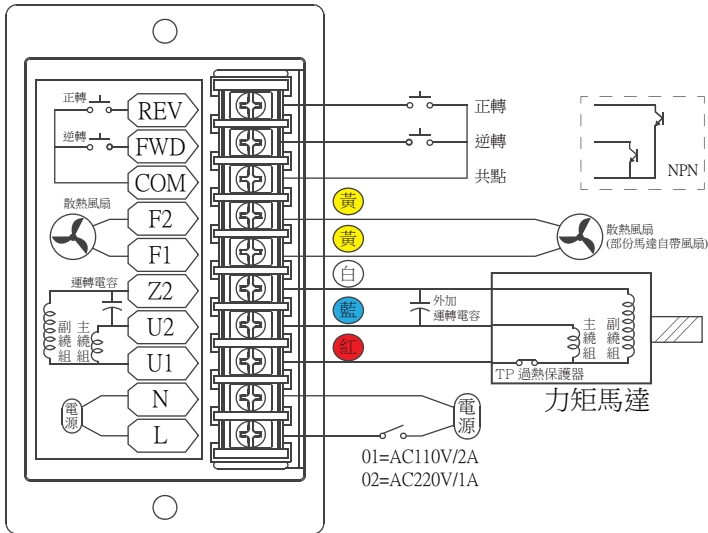 正轉
REV
逆轉
FWD
COM
散熱風扇
F2
F1
運轉電容
Z2
U2
U1
副繞組
主繞組
電源
N
L
正轉
逆轉
共點
NPN
黃
黃
白
藍
紅
散熱風扇
(部份馬達自帶風扇)
外加
運轉電容
主繞組
副繞組
TP 過熱保護器
力矩馬達
電源
01=AC110V/2A
02=AC220V/1A